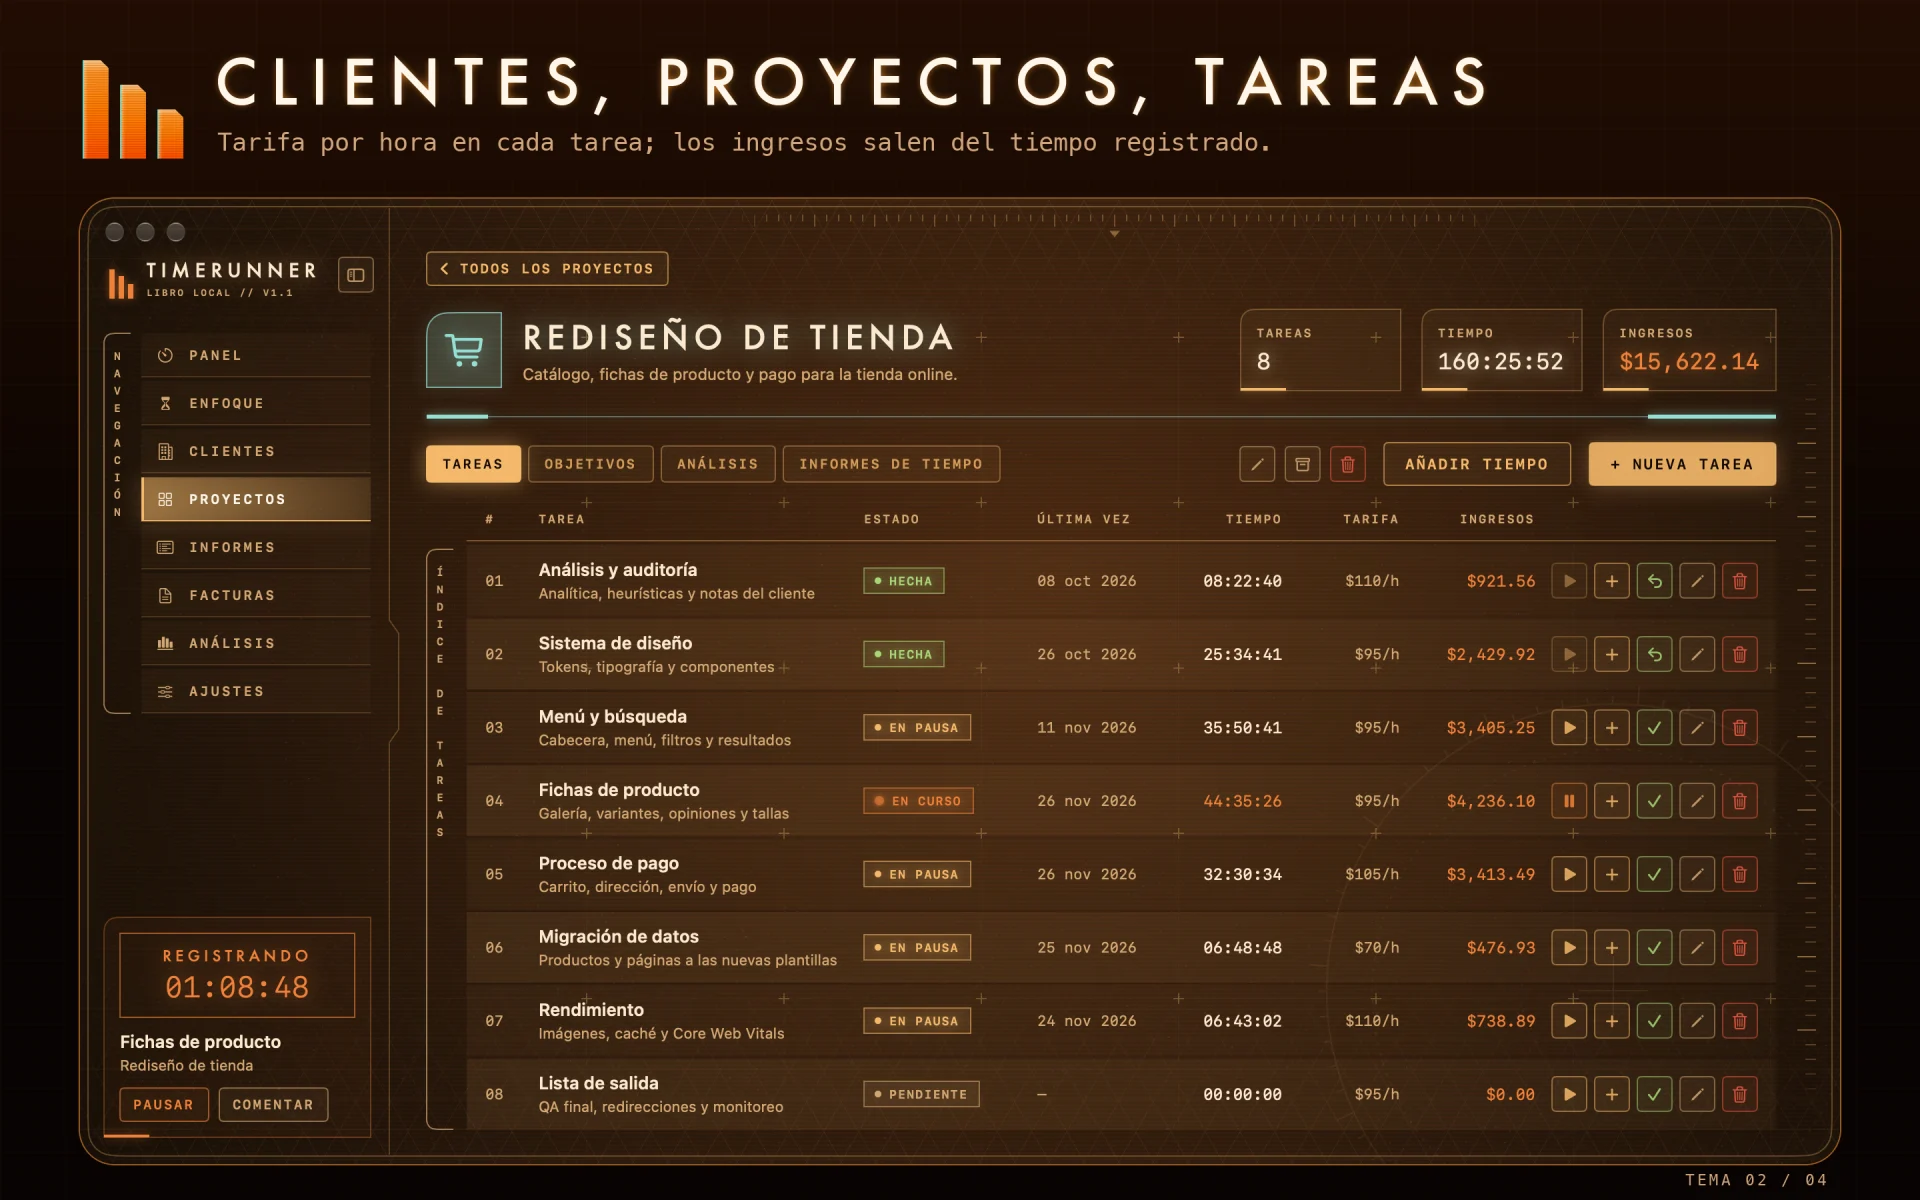 CLIENTES, PROYECTOS, TAREAS
Tarifa por hora en cada tarea; los ingresos salen del tiempo registrado.
TIMERUNNER
LIBRO LOCAL // V1.1
NAVEGACIÓN
PANEL
ENFOQUE
CLIENTES
PROYECTOS
INFORMES
FACTURAS
ANÁLISIS
AJUSTES
REGISTRANDO
01:08:48
Fichas de producto
Rediseño de tienda
PAUSAR COMENTAR
TODOS LOS PROYECTOS
REDISEÑO DE TIENDA
Catálogo, fichas de producto y pago para la tienda online.
TAREAS
8
TIEMPO
160:25:52
INGRESOS
$15,622.14
TAREAS OBJETIVOS ANÁLISIS INFORMES DE TIEMPO AÑADIR TIEMPO + NUEVA TAREA
# TAREA ESTADO ÚLTIMA VEZ TIEMPO TARIFA INGRESOS
ÍNDICE DE TAREAS
01 Análisis y auditoría HECHA 08 oct 2026 08:22:40 $110/h $921.56
Analítica, heurísticas y notas del cliente
02 Sistema de diseño HECHA 26 oct 2026 25:34:41 $95/h $2,429.92
Tokens, tipografía y componentes
03 Menú y búsqueda EN PAUSA 11 nov 2026 35:50:41 $95/h $3,405.25
Cabecera, menú, filtros y resultados
04 Fichas de producto EN CURSO 26 nov 2026 44:35:26 $95/h $4,236.10
Galería, variantes, opiniones y tallas
05 Proceso de pago EN PAUSA 26 nov 2026 32:30:34 $105/h $3,413.49
Carrito, dirección, envío y pago
06 Migración de datos EN PAUSA 25 nov 2026 06:48:48 $70/h $476.93
Productos y páginas a las nuevas plantillas
07 Rendimiento EN PAUSA 24 nov 2026 06:43:02 $110/h $738.89
Imágenes, caché y Core Web Vitals
08 Lista de salida PENDIENTE — 00:00:00 $95/h $0.00
QA final, redirecciones y monitoreo
TEMA 02 / 04